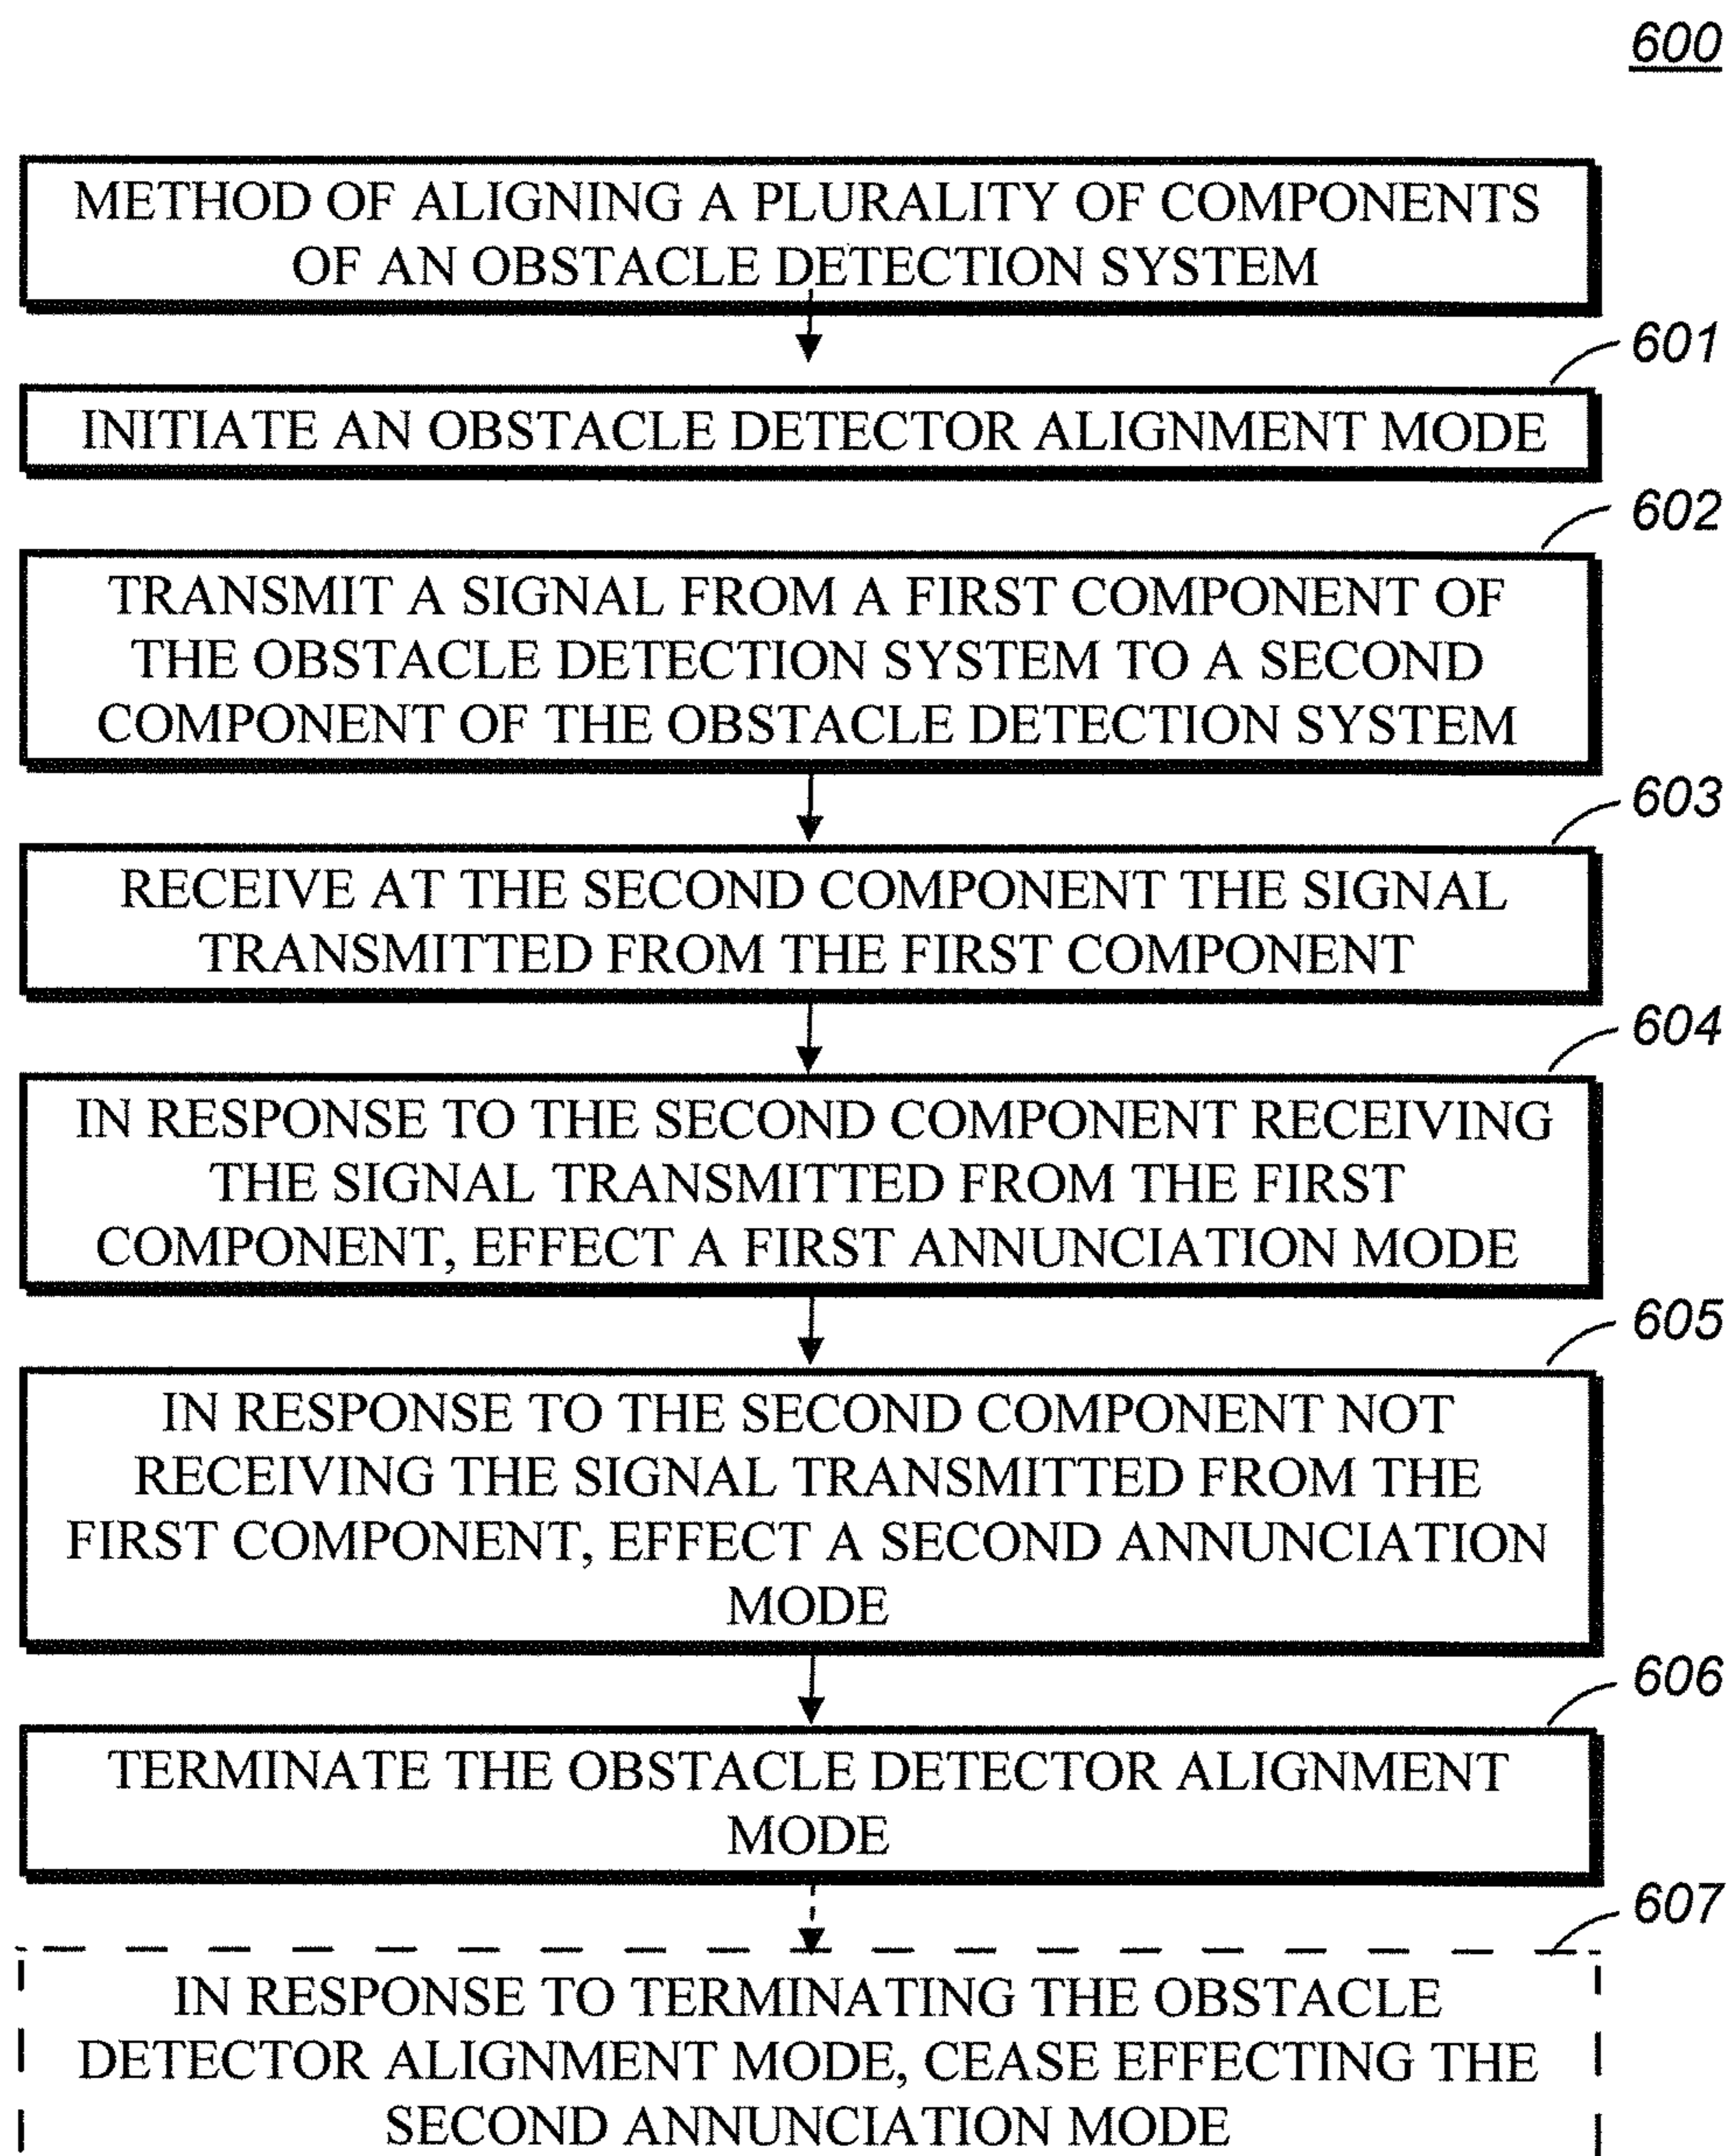 600
METHOD OF ALIGNING A PLURALITY OF COMPONENTS
OF AN OBSTACLE DETECTION SYSTEM
601
INITIATE AN OBSTACLE DETECTOR ALIGNMENT MODE
602
TRANSMIT A SIGNAL FROM A FIRST COMPONENT OF
THE OBSTACLE DETECTION SYSTEM TO A SECOND
COMPONENT OF THE OBSTACLE DETECTION SYSTEM
603
RECEIVE AT THE SECOND COMPONENT THE SIGNAL
TRANSMITTED FROM THE FIRST COMPONENT
604
IN RESPONSE TO THE SECOND COMPONENT RECEIVING
THE SIGNAL TRANSMITTED FROM THE FIRST
COMPONENT, EFFECT A FIRST ANNUNCIATION MODE
605
IN RESPONSE TO THE SECOND COMPONENT NOT
RECEIVING THE SIGNAL TRANSMITTED FROM THE
FIRST COMPONENT, EFFECT A SECOND ANNUNCIATION
MODE
606
TERMINATE THE OBSTACLE DETECTOR ALIGNMENT
MODE
607
IN RESPONSE TO TERMINATING THE OBSTACLE
DETECTOR ALIGNMENT MODE, CEASE EFFECTING THE
SECOND ANNUNCIATION MODE